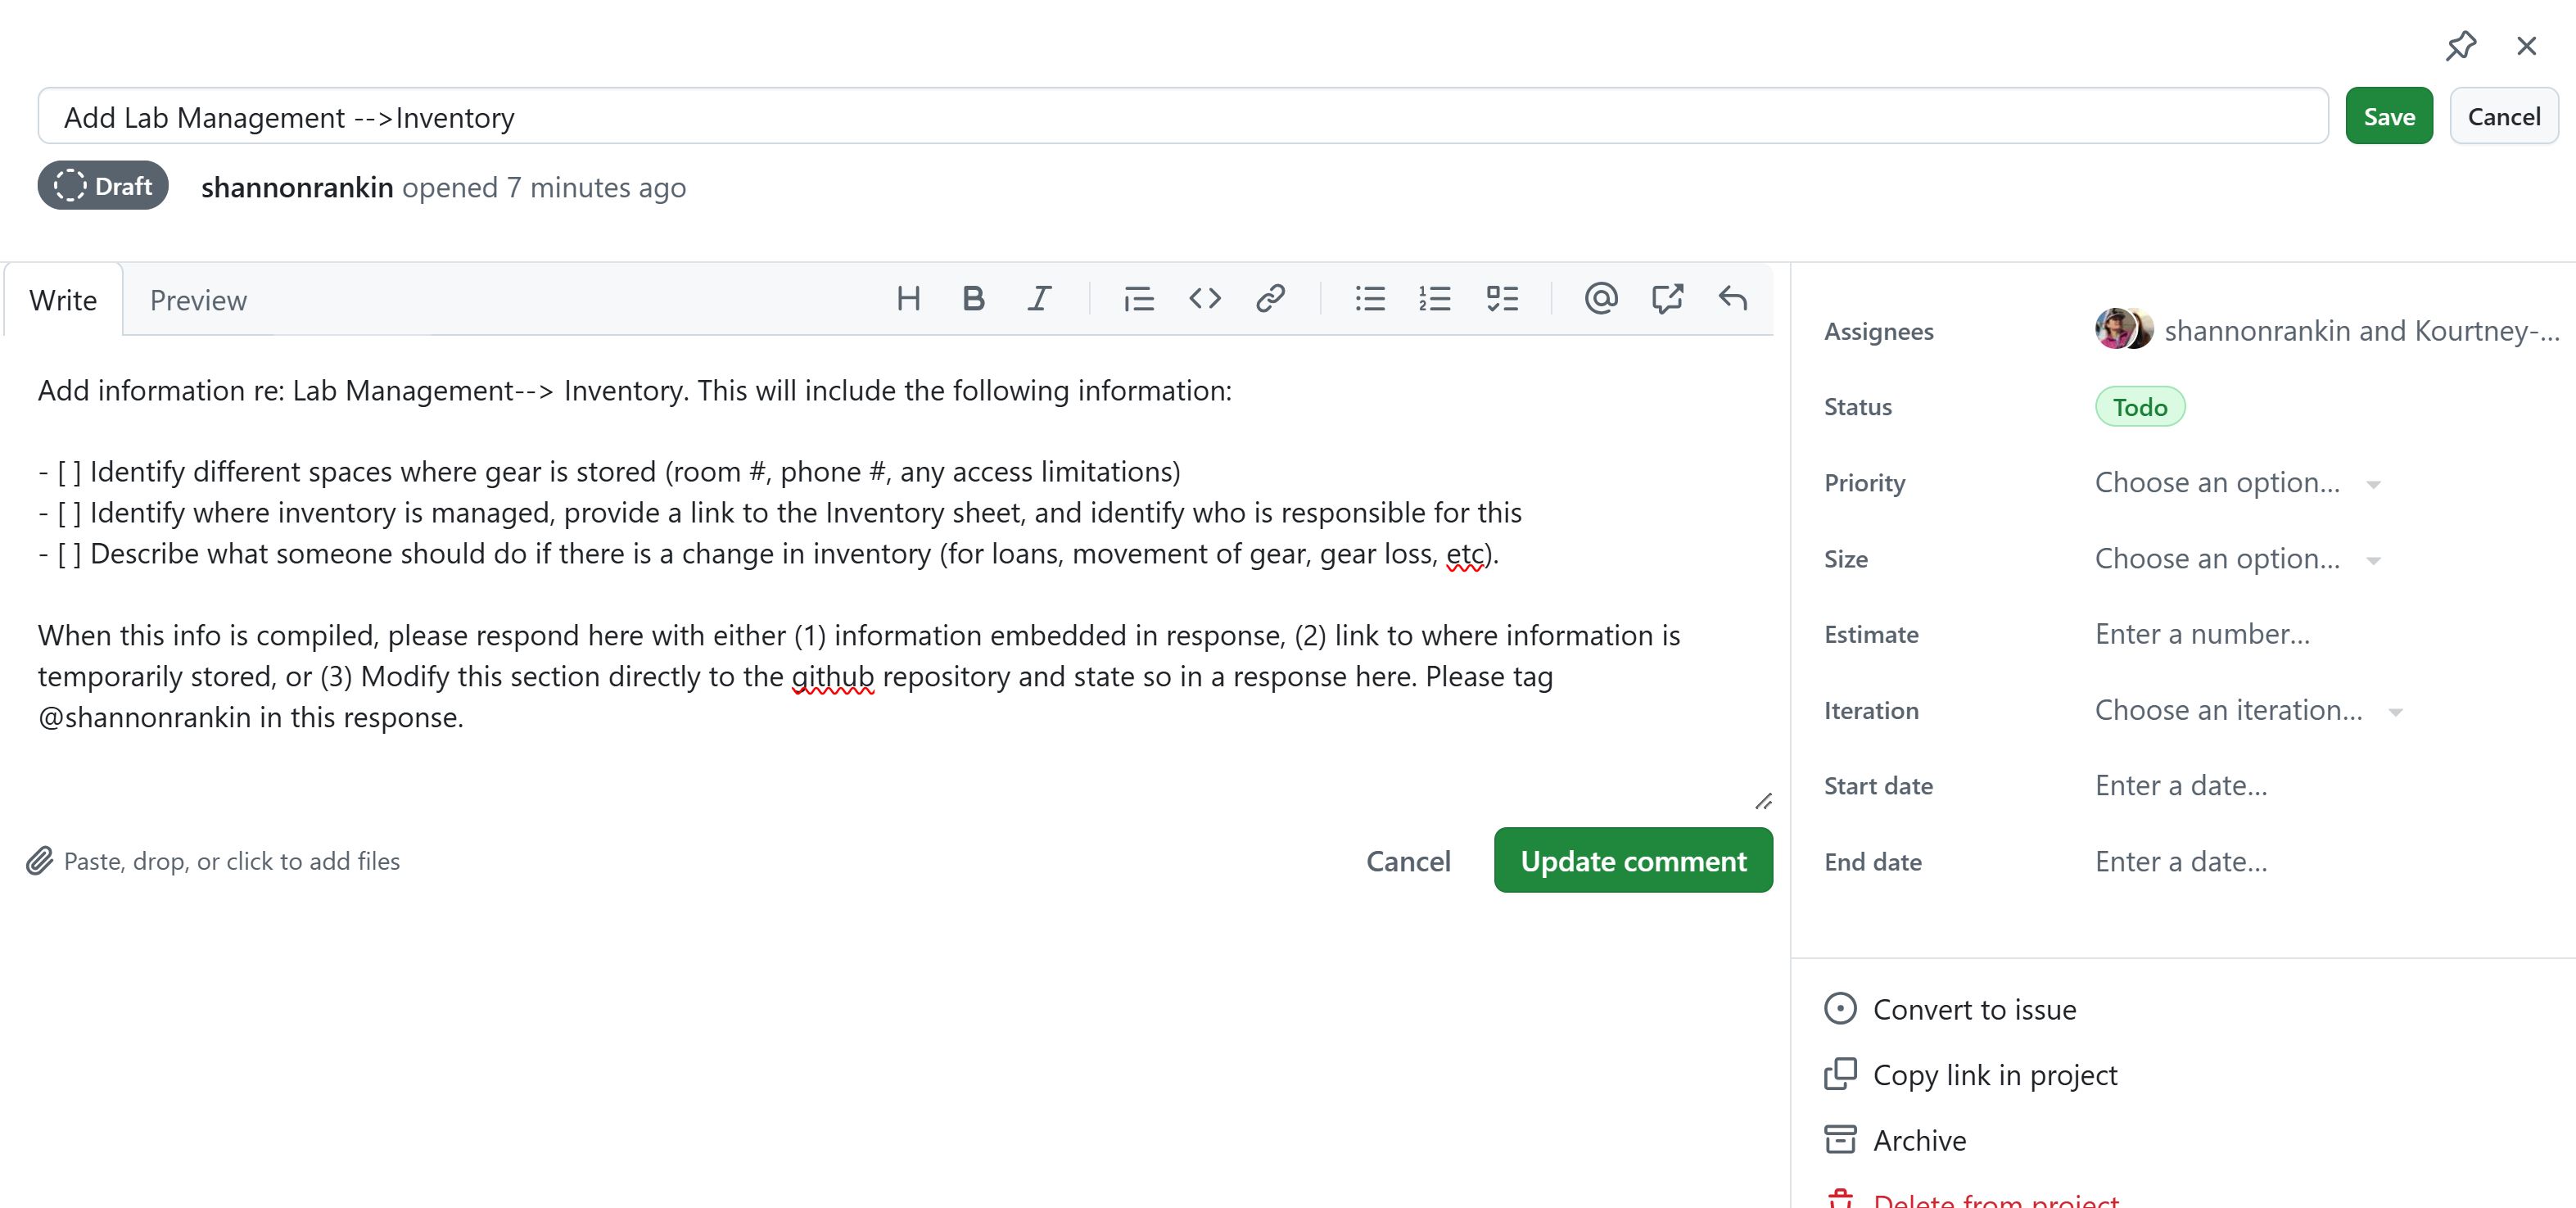 Add Lab Management -->Inventory
Save
Cancel
Draft
shannonrankin opened 7 minutes ago
Write
Preview
Add information re: Lab Management--> Inventory. This will include the following information:
- [ ] Identify different spaces where gear is stored (room #, phone #, any access limitations)
- [ ] Identify where inventory is managed, provide a link to the Inventory sheet, and identify who is responsible for this
- [ ] Describe what someone should do if there is a change in inventory (for loans, movement of gear, gear loss, etc).
When this info is compiled, please respond here with either (1) information embedded in response, (2) link to where information is
temporarily stored, or (3) Modify this section directly to the github repository and state so in a response here. Please tag
@shannonrankin in this response.
Paste, drop, or click to add files
Cancel
Update comment
Assignees
shannonrankin and Kourtney-...
Status
Todo
Priority
Choose an option...
Size
Choose an option...
Estimate
Enter a number...
Iteration
Choose an iteration...
Start date
Enter a date...
End date
Enter a date...
Convert to issue
Copy link in project
Archive
Delete from project